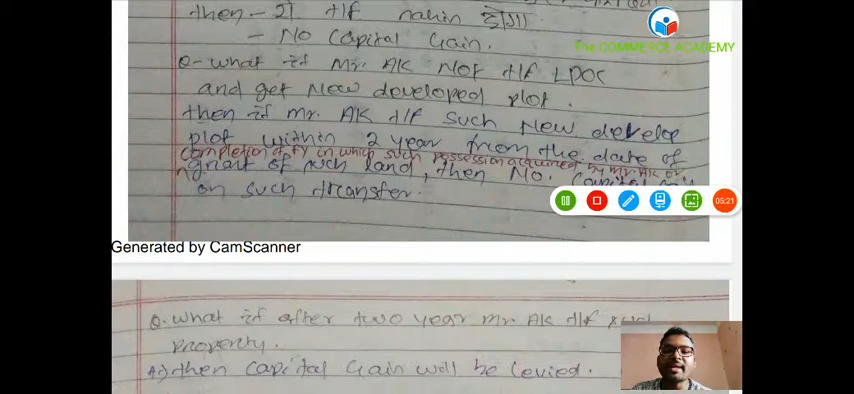 then - 21 t/f nahin होगा.
- No Capital Gain.
The COMMERCE ACADEMY
Q- what if Mr. AK Not t/f LPOC
and get New developed plot.
then if Mr. AK t/f such New develop
plot within 2 year from the date of
completion of FY in which such possession acquired by Mr. AK or
grant of such land, then No. Capital
on such transfer.
05:21
Generated by CamScanner
Q. what if after two year Mr. AK t/f such
property.
A:) then Capital Gain will be levied.